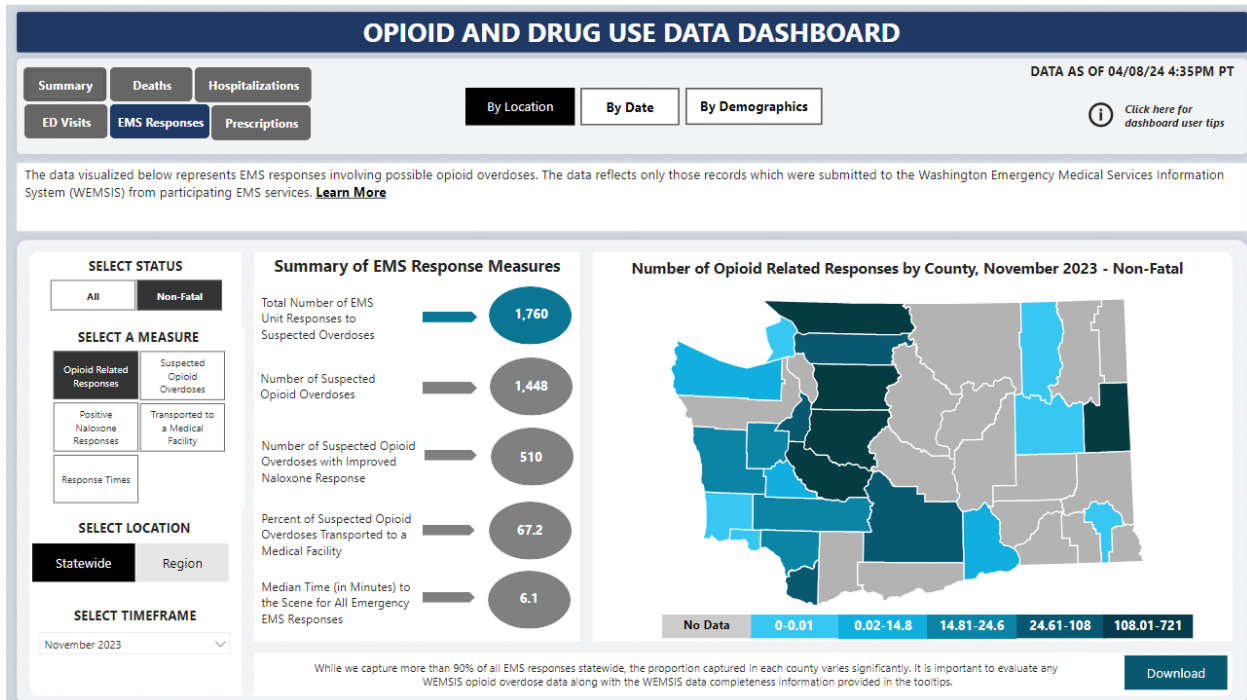 OPIOID AND DRUG USE DATA DASHBOARD
Summary
Deaths
Hospitalizations
ED Visits
EMS Responses
Prescriptions
By Location
By Date
By Demographics
DATA AS OF 04/08/24 4:35PM PT
Click here for
dashboard user tips
The data visualized below represents EMS responses involving possible opioid overdoses. The data reflects only those records which were submitted to the Washington Emergency Medical Services Information
System (WEMSIS) from participating EMS services. Learn More
SELECT STATUS
All
Non-Fatal
SELECT A MEASURE
Opioid Related
Responses
Suspected
Opioid
Overdoses
Positive
Naloxone
Responses
Transported to
a Medical
Facility
Response Times
SELECT LOCATION
Statewide
Region
SELECT TIMEFRAME
November 2023
Summary of EMS Response Measures
Total Number of EMS
Unit Responses to
Suspected Overdoses
1,760
Number of Suspected
Opioid Overdoses
1,448
Number of Suspected Opioid
Overdoses with Improved
Naloxone Response
510
Percent of Suspected Opioid
Overdoses Transported to a
Medical Facility
67.2
Median Time (in Minutes) to
the Scene for All Emergency
EMS Responses
6.1
Number of Opioid Related Responses by County, November 2023 - Non-Fatal
No Data
0-0.01
0.02-14.8
14.81-24.6
24.61-108
108.01-721
While we capture more than 90% of all EMS responses statewide, the proportion captured in each county varies significantly. It is important to evaluate any
WEMSIS opioid overdose data along with the WEMSIS data completeness information provided in the tooltips.
Download